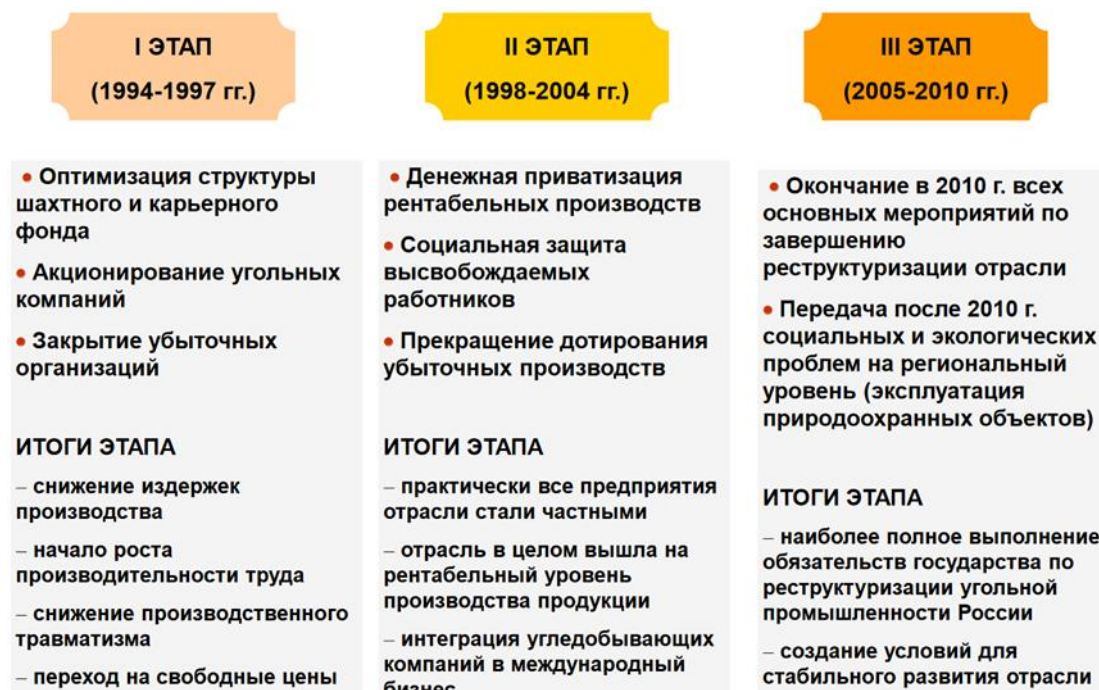 I ЭТАП
(1994-1997 гг.)
• Оптимизация структуры
шахтного и карьерного
фонда
• Акционирование угольных
компаний
• Закрытие убыточных
организаций
ИТОГИ ЭТАПА
– снижение издержек
производства
– начало роста
производительности труда
– снижение производственного
травматизма
– переход на свободные цены
II ЭТАП
(1998-2004 гг.)
• Денежная приватизация
рентабельных производств
• Социальная защита
высвобождаемых
работников
• Прекращение дотирования
убыточных производств
ИТОГИ ЭТАПА
– практически все предприятия
отрасли стали частными
– отрасль в целом вышла на
рентабельный уровень
производства продукции
– интеграция угледобывающих
компаний в международный
бизнес
III ЭТАП
(2005-2010 гг.)
• Окончание в 2010 г. всех
основных мероприятий по
завершению
реструктуризации отрасли
• Передача после 2010 г.
социальных и экологических
проблем на региональный
уровень (эксплуатация
природоохранных объектов)
ИТОГИ ЭТАПА
– наиболее полное выполнение
обязательств государства по
реструктуризации угольной
промышленности России
– создание условий для
стабильного развития отрасли